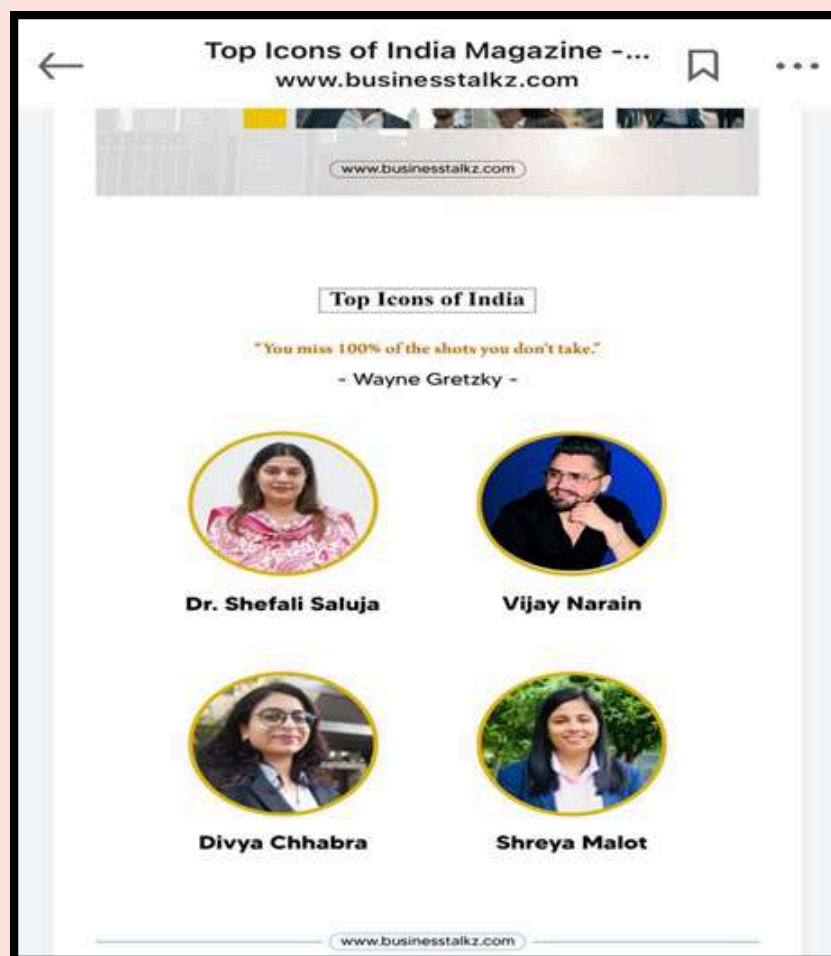 Top Icons of India Magazine -...
www.businesstalkz.com
www.businesstalkz.com
Top Icons of India
"You miss 100% of the shots you don't take."
- Wayne Gretzky -
Dr. Shefali Saluja
Vijay Narain
Divya Chhabra
Shreya Malot
www.businesstalkz.com